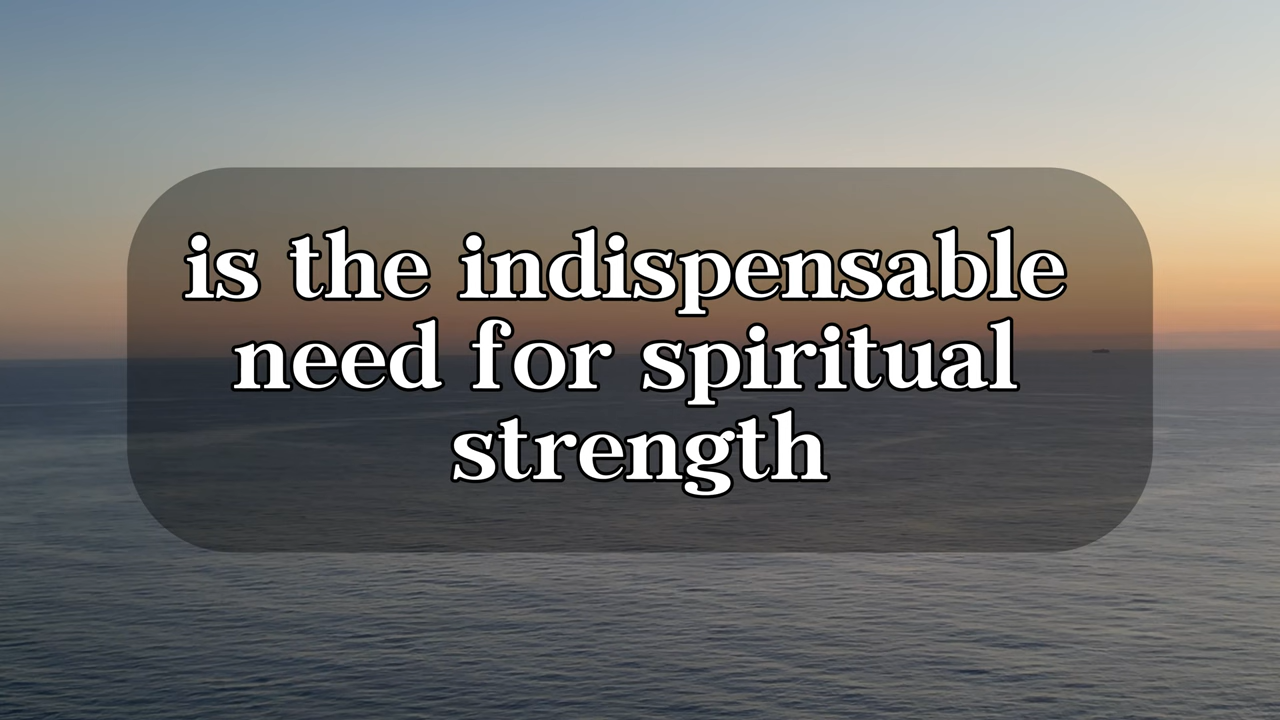 is the indispensable
need for spiritual
strength